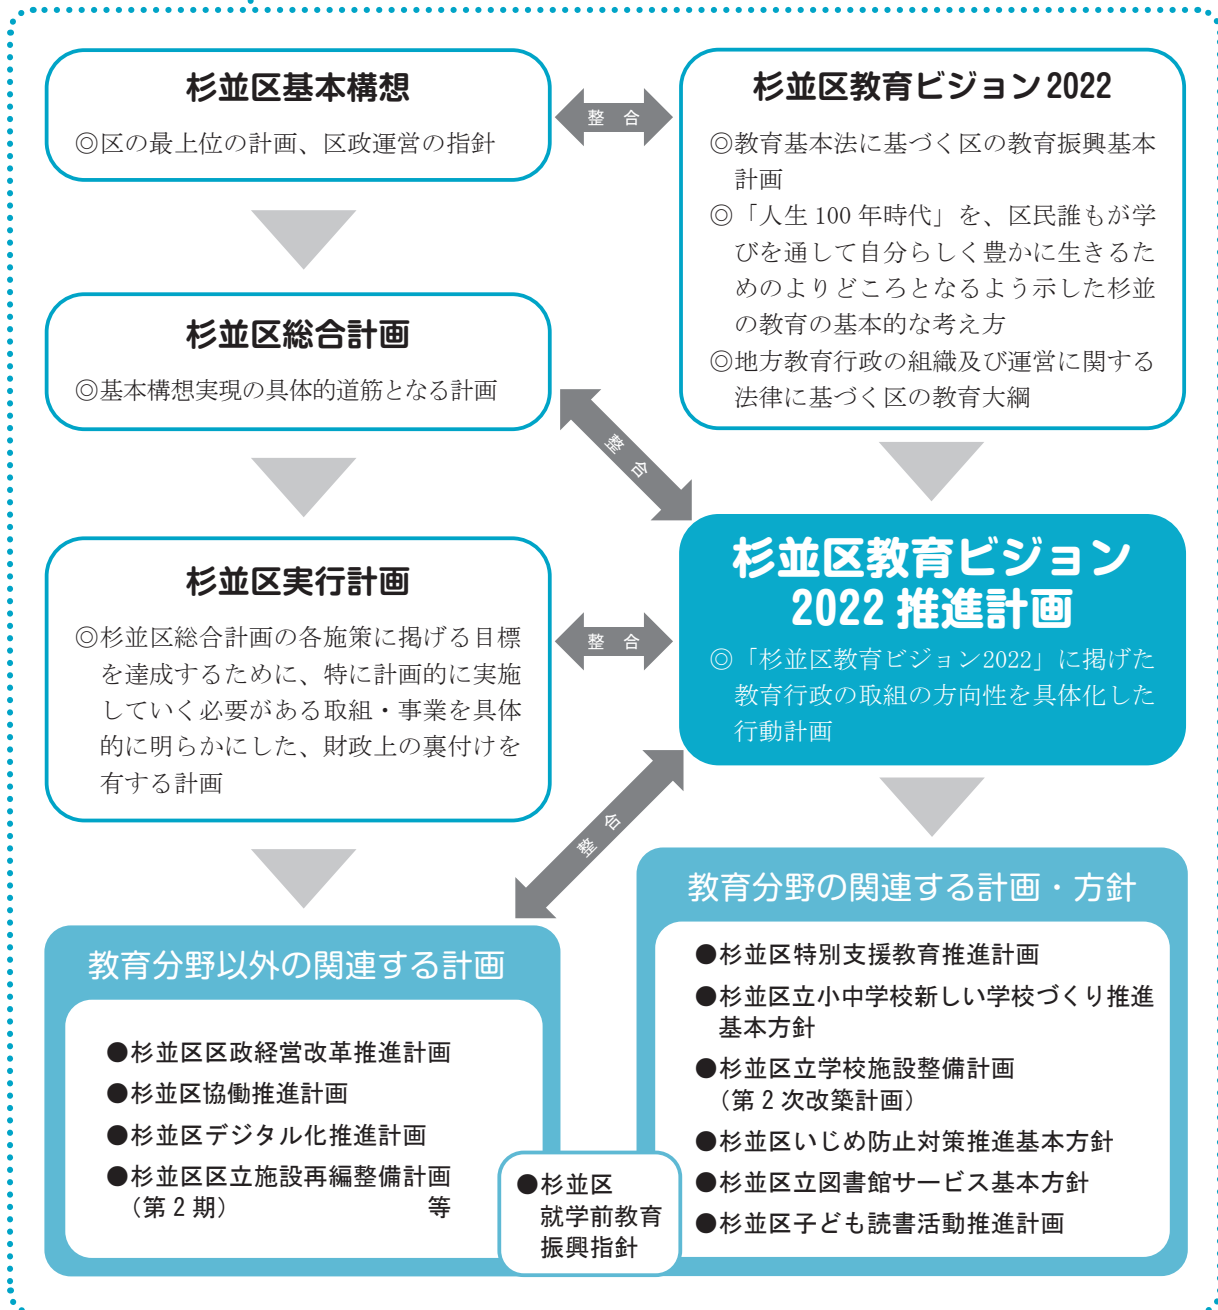 杉並区基本構想
◎区の最上位の計画、区政運営の指針
整 合
杉並区教育ビジョン2022
◎教育基本法に基づく区の教育振興基本
計画
◎「人生100年時代」を、区民誰もが学
びを通して自分らしく豊かに生きるた
めのよりどころとなるよう示した杉並
の教育の基本的な考え方
◎地方教育行政の組織及び運営に関する
法律に基づく区の教育大綱
杉並区総合計画
◎基本構想実現の具体的道筋となる計画
整 合
杉並区実行計画
◎杉並区総合計画の各施策に掲げる目標
を達成するために、特に計画的に実施
していく必要がある取組・事業を具体
的に明らかにした、財政上の裏付けを
有する計画
整 合
杉並区教育ビジョン
2022 推進計画
◎「杉並区教育ビジョン2022」に掲げた
教育行政の取組の方向性を具体化した
行動計画
整 合
教育分野以外の関連する計画
●杉並区区政経営改革推進計画
●杉並区協働推進計画
●杉並区デジタル化推進計画
●杉並区区立施設再編整備計画
（第2期） 等
●杉並区
就学前教育
振興指針
教育分野の関連する計画・方針
●杉並区特別支援教育推進計画
●杉並区立小中学校新しい学校づくり推進
基本方針
●杉並区立学校施設整備計画
（第2次改築計画）
●杉並区いじめ防止対策推進基本方針
●杉並区立図書館サービス基本方針
●杉並区子ども読書活動推進計画